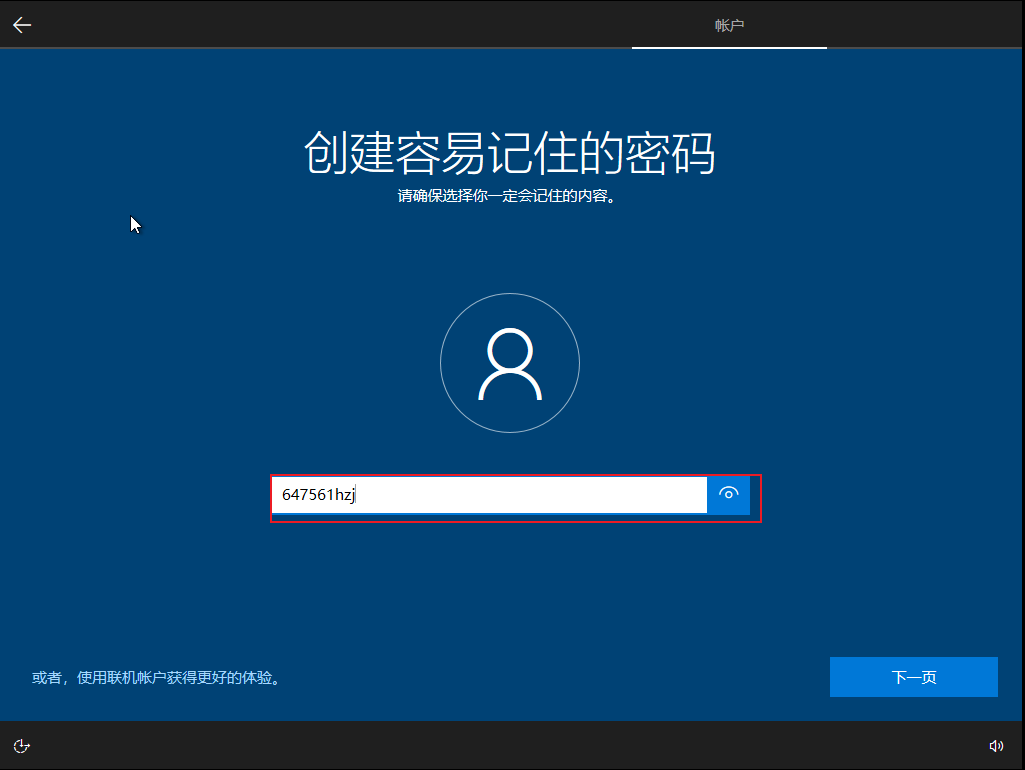 帐户
创建容易记住的密码
请确保选择你一定会记住的内容。
647561hzj
或者，使用联机帐户获得更好的体验。
下一页